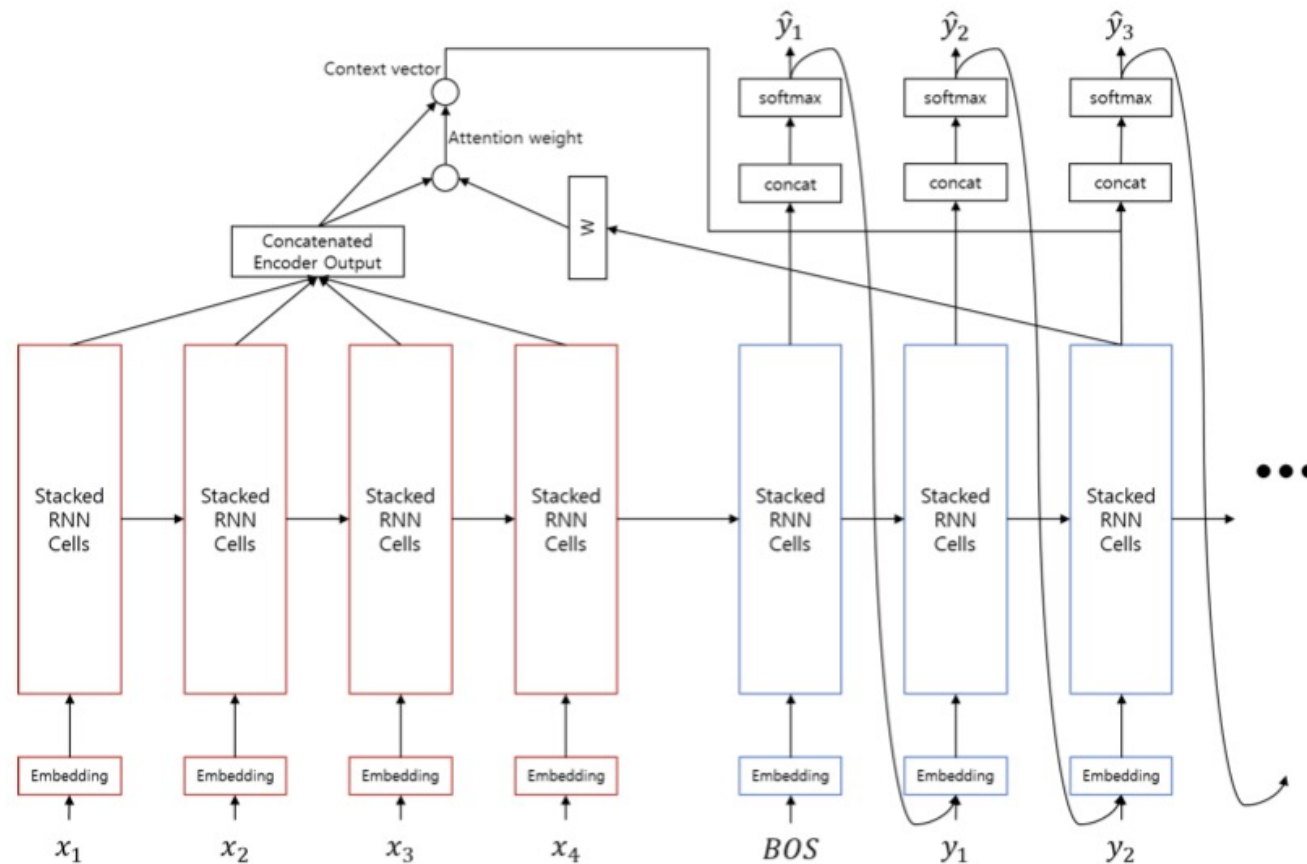 ŷ₁ ŷ₂ ŷ₃
Context vector
softmax softmax softmax
Attention weight
concat concat concat
W
Concatenated
Encoder Output
Stacked Stacked Stacked Stacked Stacked Stacked Stacked
RNN RNN RNN RNN RNN RNN RNN
Cells Cells Cells Cells Cells Cells Cells
Embedding Embedding Embedding Embedding Embedding Embedding Embedding
x₁ x₂ x₃ x₄ BOS y₁ y₂